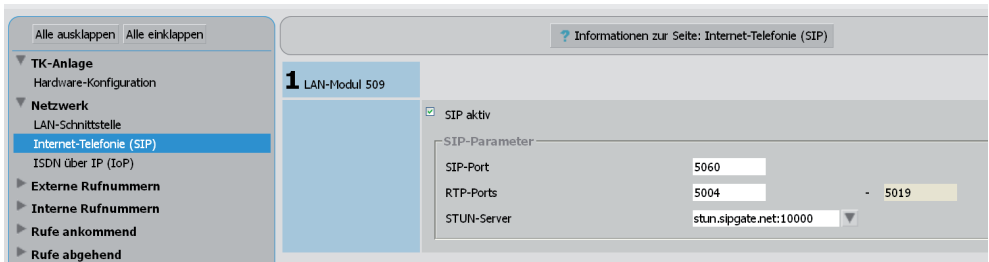 Alle ausklappen Alle einklappen
TK-Anlage
Hardware-Konfiguration
Netzwerk
LAN-Schnittstelle
Internet-Telefonie (SIP)
ISDN über IP (IoP)
Externe Rufnummern
Interne Rufnummern
Rufe ankommend
Rufe abgehend
? Informationen zur Seite: Internet-Telefonie (SIP)
1 LAN-Modul 509
SIP aktiv
SIP-Parameter
SIP-Port 5060
RTP-Ports 5004 - 5019
STUN-Server stun.sipgate.net:10000